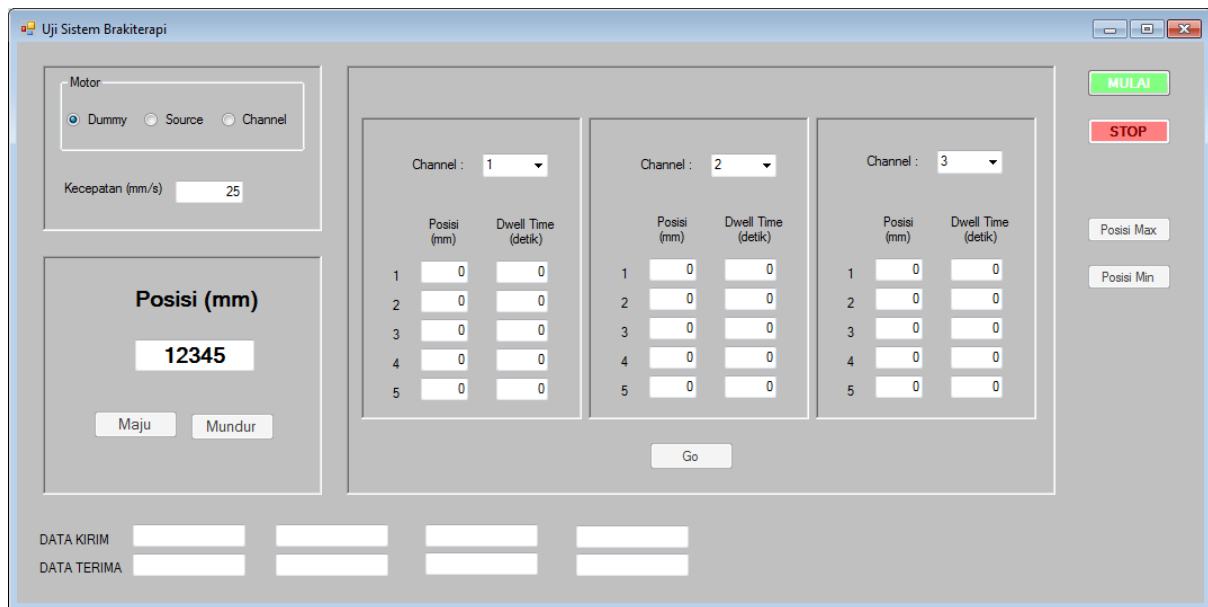 Uji Sistem Brakiterapi
Motor
Dummy Source Channel
Kecepatan (mm/s) 25
Posisi (mm)
12345
Maju Mundur
Channel : 1
Posisi (mm) Dwell Time (detik)
1 0 0
2 0 0
3 0 0
4 0 0
5 0 0
Channel : 2
Posisi (mm) Dwell Time (detik)
1 0 0
2 0 0
3 0 0
4 0 0
5 0 0
Channel : 3
Posisi (mm) Dwell Time (detik)
1 0 0
2 0 0
3 0 0
4 0 0
5 0 0
Go
MULAI
STOP
Posisi Max
Posisi Min
DATA KIRIM
DATA TERIMA